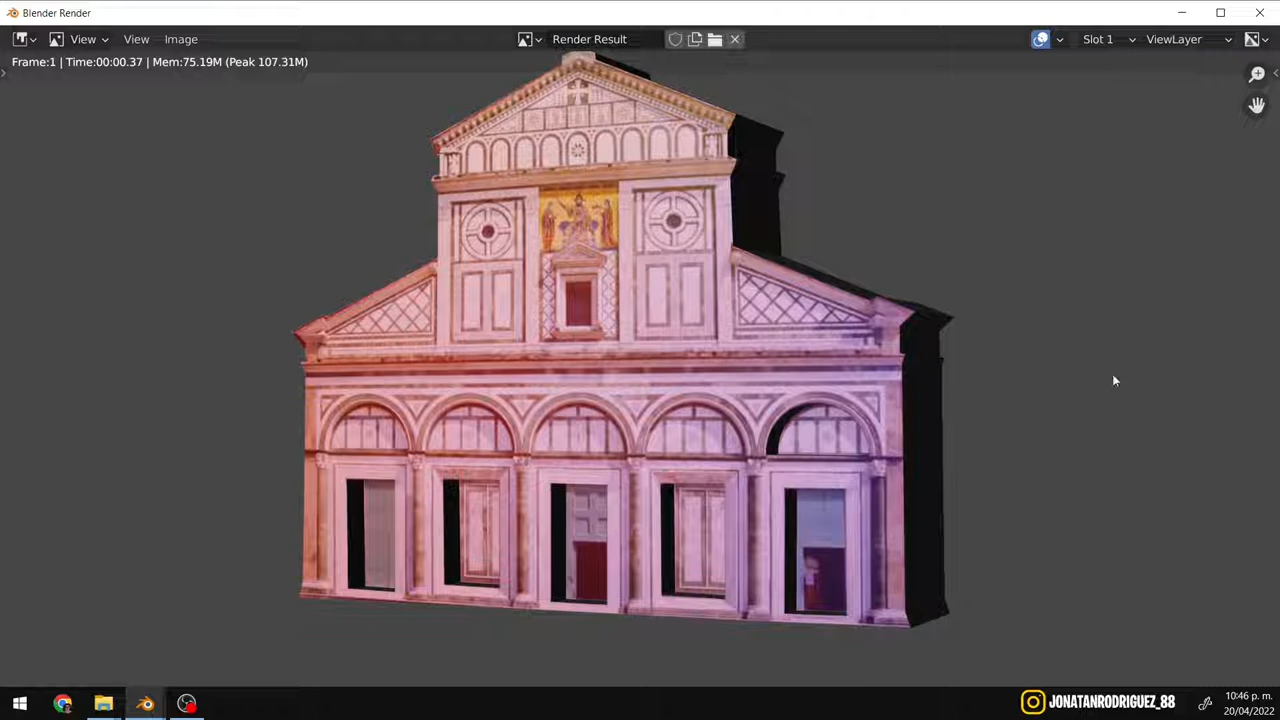 Blender Render
View
View
Image
Render Result
Slot 1
ViewLayer
Frame:1 | Time:00:00.37 | Mem:75.19M (Peak 107.31M)
JONATANRODRIGUEZ_88
10:46 p. m.
20/04/2022